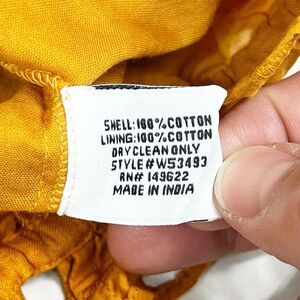 SHELL:100%COTTON
LINING:100%COTTON
DRY CLEAN ONLY
STYLE#W53493
RN# 149622
MADE IN INDIA